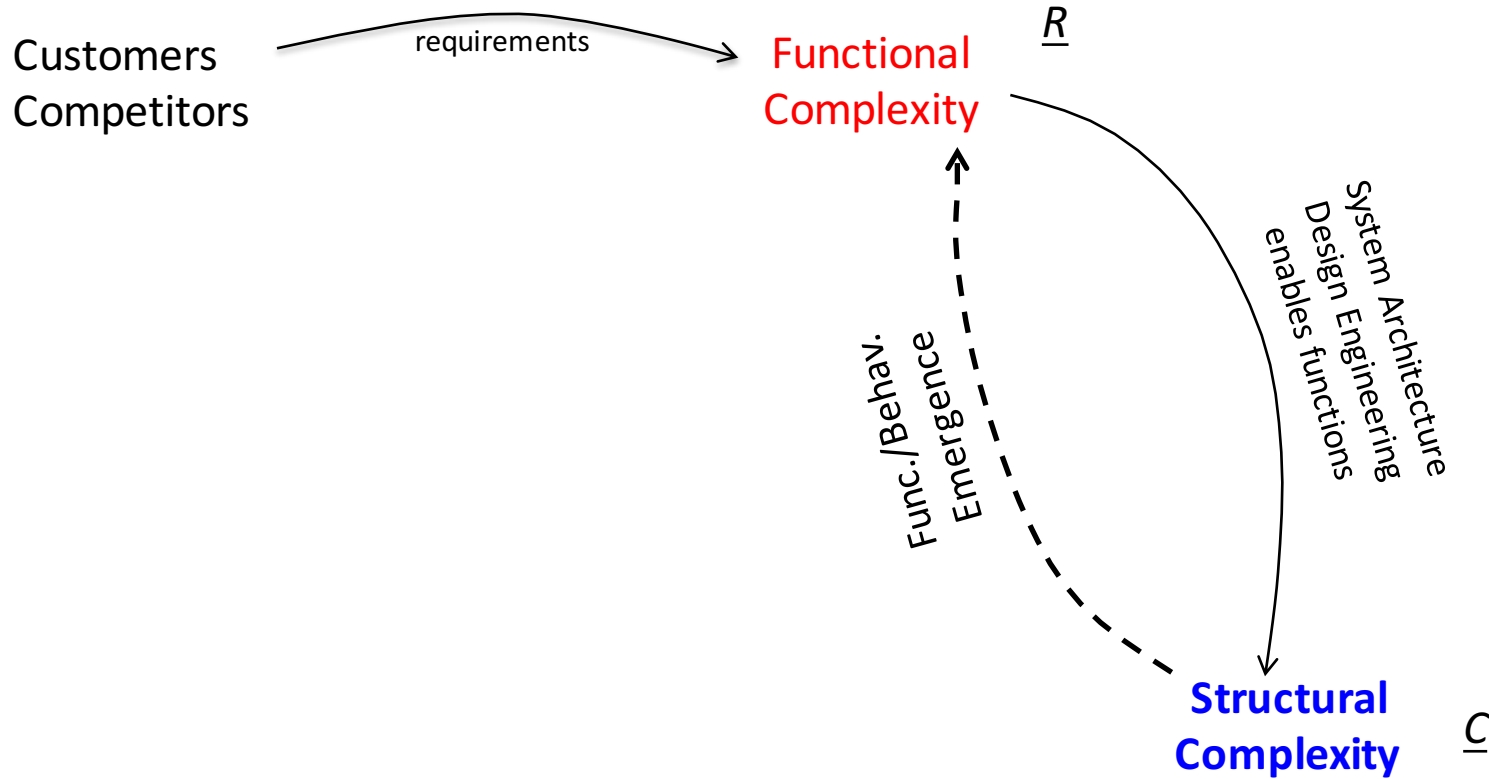 Customers
Competitors
requirements
Functional
Complexity
R
System Architecture
Design Engineering
enables functions
Func./Behav.
Emergence
Structural
Complexity
C